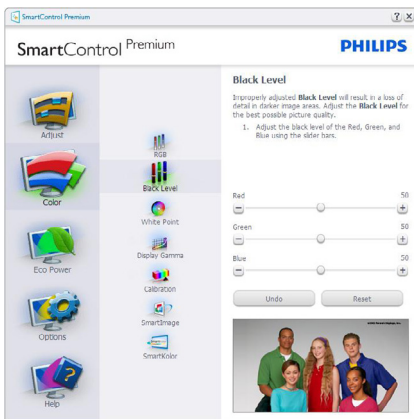 SmartControl Premium
SmartControl Premium
PHILIPS
Adjust
Color
Eco Power
Options
Help
RGB
Black Level
White Point
Display Gamma
Calibration
SmartImage
SmartKolor
Black Level
Improperly adjusted Black Level will result in a loss of
detail in darker image areas. Adjust the Black Level for
the best possible picture quality.
1. Adjust the black level of the Red, Green, and
Blue using the slider bars.
Red 50
Green 50
Blue 50
Undo Reset